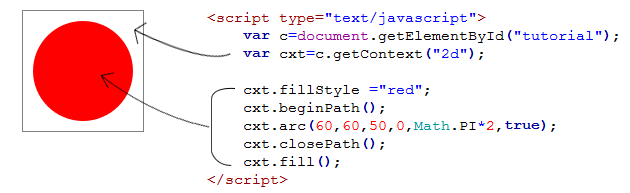 <script type="text/javascript">
var c=document.getElementById("tutorial");
var cxt=c.getContext("2d");
cxt.fillStyle ="red";
cxt.beginPath();
cxt.arc(60,60,50,0,Math.PI*2,true);
cxt.closePath();
cxt.fill();
</script>